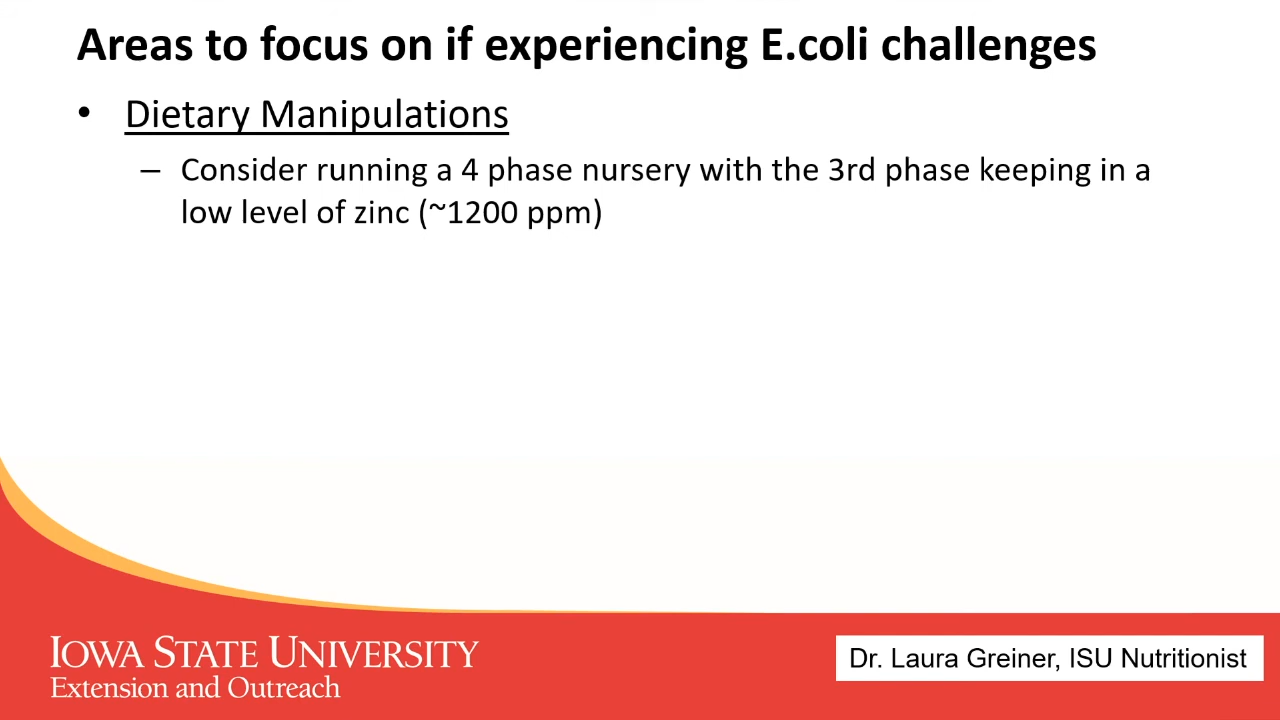 Areas to focus on if experiencing E.coli challenges
• Dietary Manipulations
– Consider running a 4 phase nursery with the 3rd phase keeping in a
low level of zinc (~1200 ppm)
IOWA STATE UNIVERSITY
Extension and Outreach
Dr. Laura Greiner, ISU Nutritionist